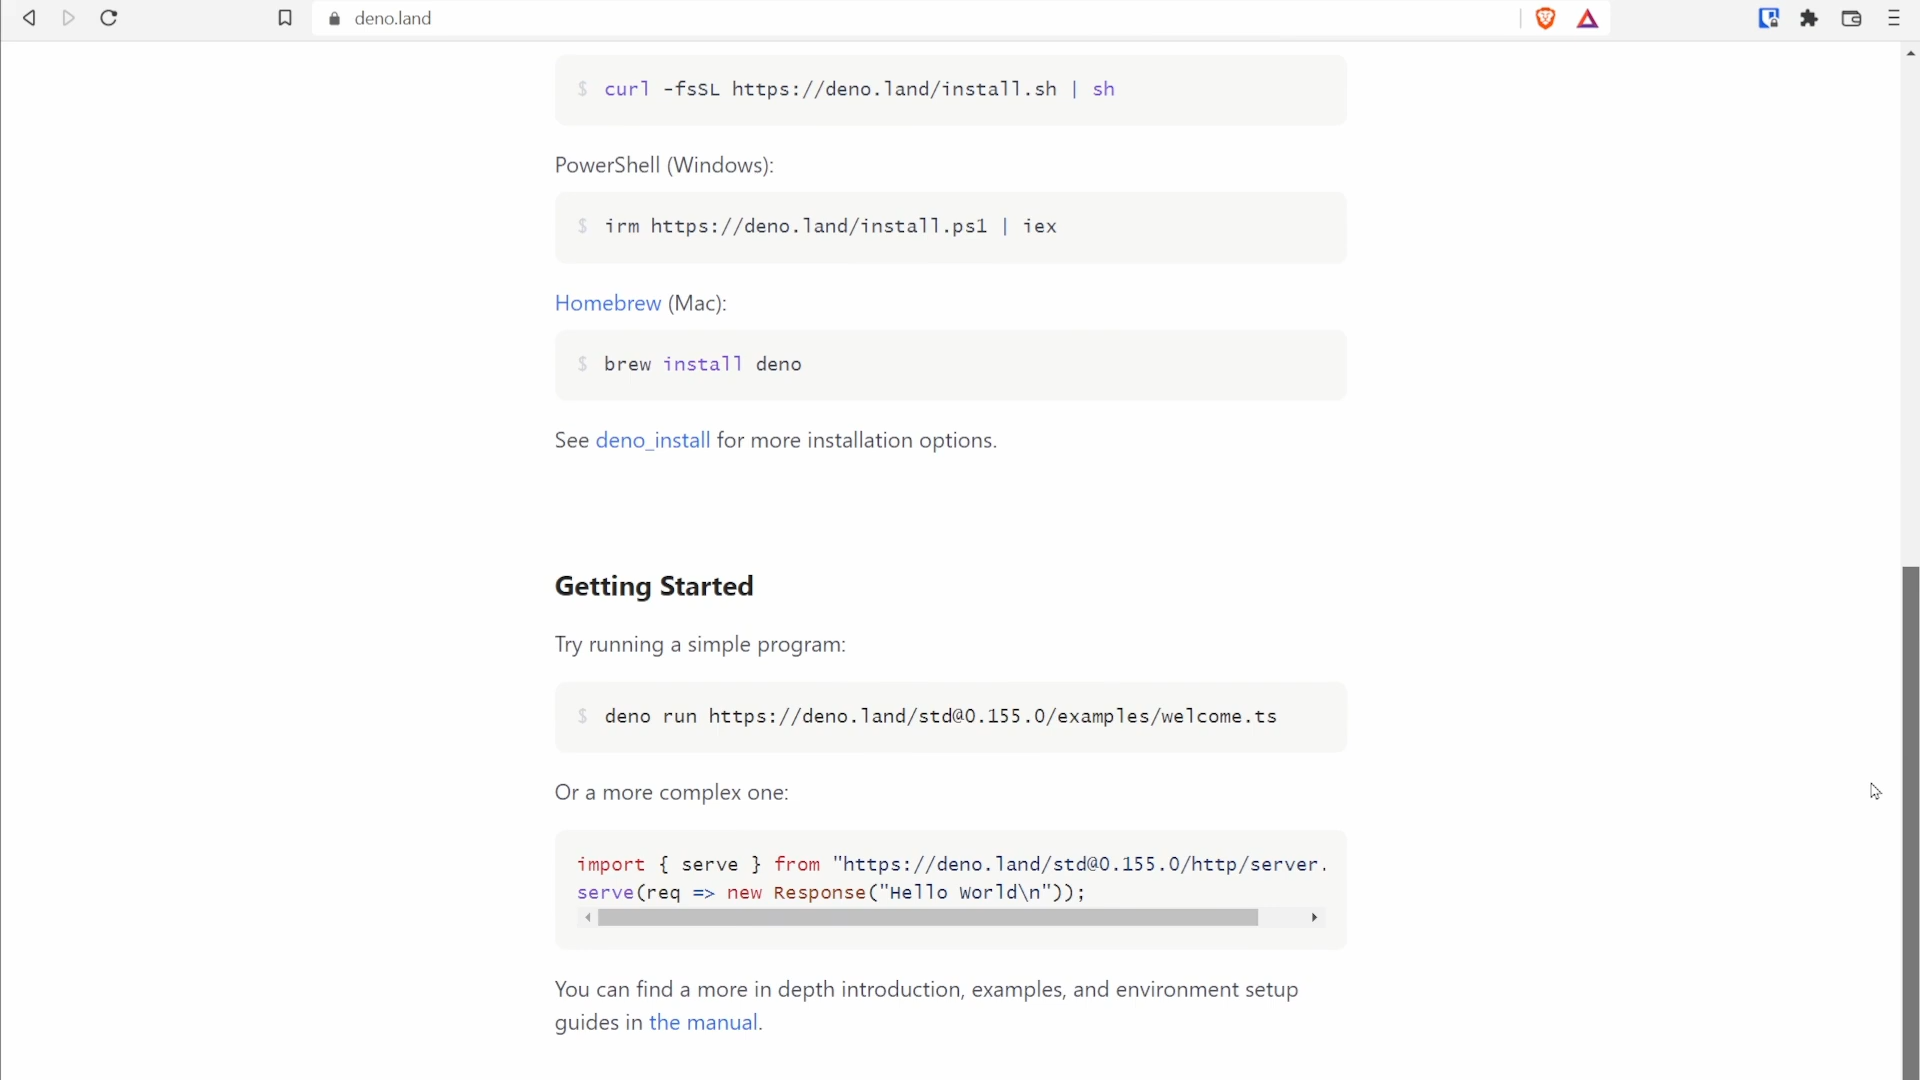 deno.land
$ curl -fsSL https://deno.land/install.sh | sh
PowerShell (Windows):
$ irm https://deno.land/install.ps1 | iex
Homebrew (Mac):
$ brew install deno
See deno_install for more installation options.
Getting Started
Try running a simple program:
$ deno run https://deno.land/std@0.155.0/examples/welcome.ts
Or a more complex one:
import { serve } from "https://deno.land/std@0.155.0/http/server.
serve(req => new Response("Hello World\n"));
You can find a more in depth introduction, examples, and environment setup
guides in the manual.